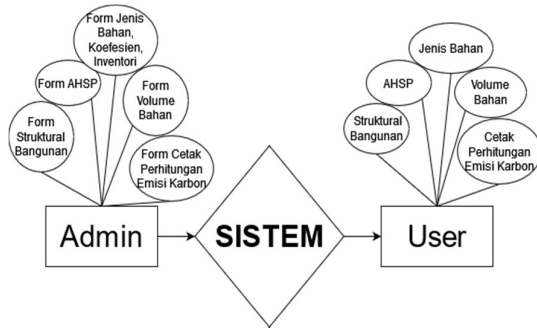 Form Jenis
Bahan,
Koefesien,
Inventori
Form AHSP
Form
Volume
Bahan
Form
Struktural
Bangunan
Form Cetak
Perhitungan
Emisi Karbon
Admin
SISTEM
Jenis Bahan
AHSP
Volume
Bahan
Struktural
Bangunan
Cetak
Perhitungan
Emisi Karbon
User